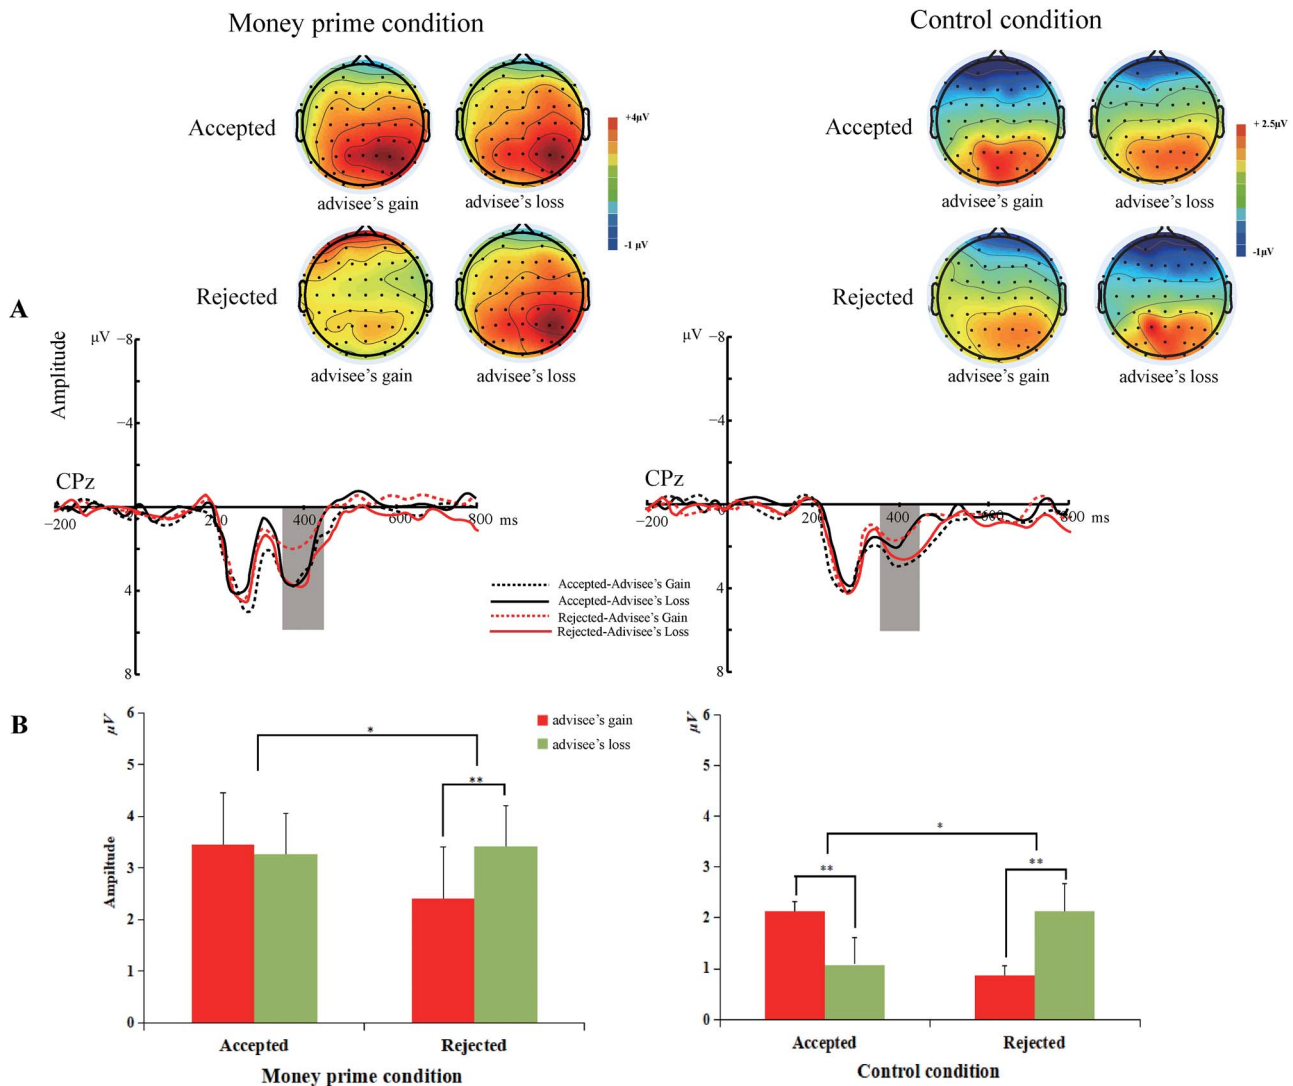 Money prime condition
Control condition
Accepted
advisee's gain
advisee's loss
+4μV
-1 μV
Rejected
advisee's gain
advisee's loss
Accepted
advisee's gain
advisee's loss
+ 2.5μV
-1μV
Rejected
advisee's gain
advisee's loss
A
Amplitude
μV
−8
−4
CPz
−200
200
400
600
800
ms
4
8
μV
−8
−4
CPz
−200
200
400
600
800
ms
4
8
Accepted-Advisee's Gain
Accepted-Advisee's Loss
Rejected-Advisee's Gain
Rejected-Adivisee's Loss
B
μV
Ampiltude
6
5
4
3
2
1
0
*
**
advisee's gain
advisee's loss
Accepted
Rejected
Money prime condition
μV
6
5
4
3
2
1
0
*
**
**
Accepted
Rejected
Control condition